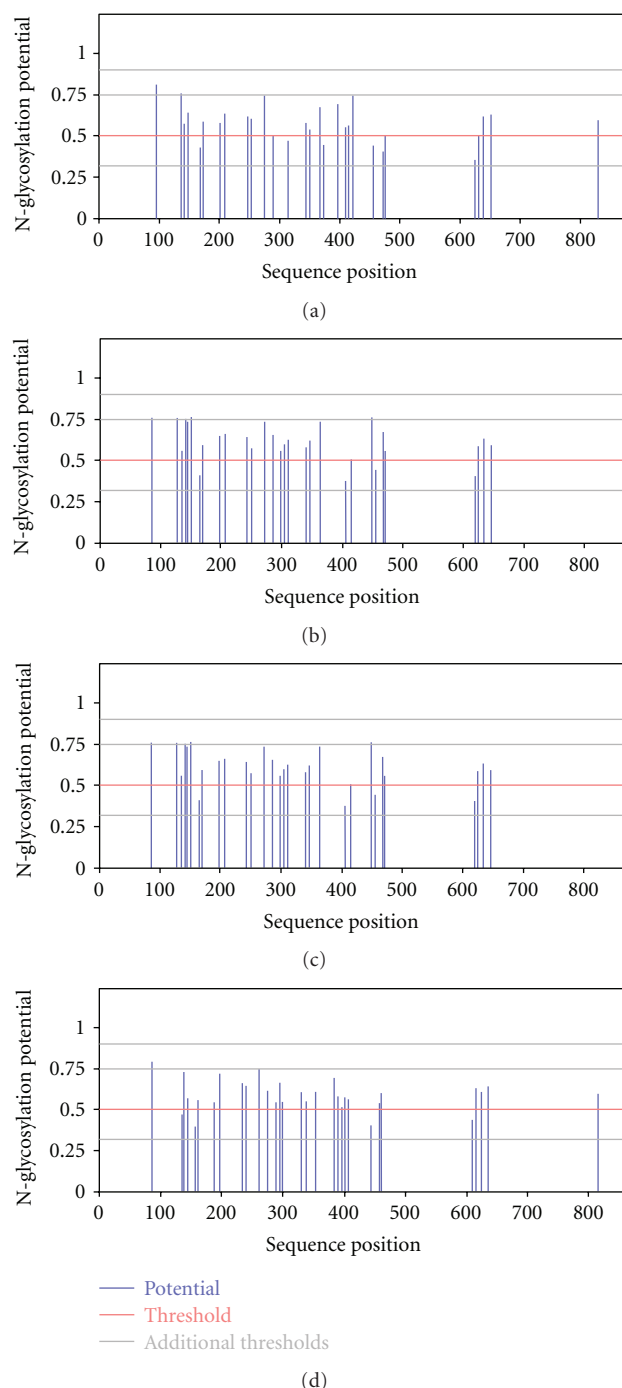 N-glycosylation potential
1
0.75
0.5
0.25
0
0 100 200 300 400 500 600 700 800
Sequence position
(a)
N-glycosylation potential
1
0.75
0.5
0.25
0
0 100 200 300 400 500 600 700 800
Sequence position
(b)
N-glycosylation potential
1
0.75
0.5
0.25
0
0 100 200 300 400 500 600 700 800
Sequence position
(c)
N-glycosylation potential
1
0.75
0.5
0.25
0
0 100 200 300 400 500 600 700 800
Sequence position
Potential
Threshold
Additional thresholds
(d)